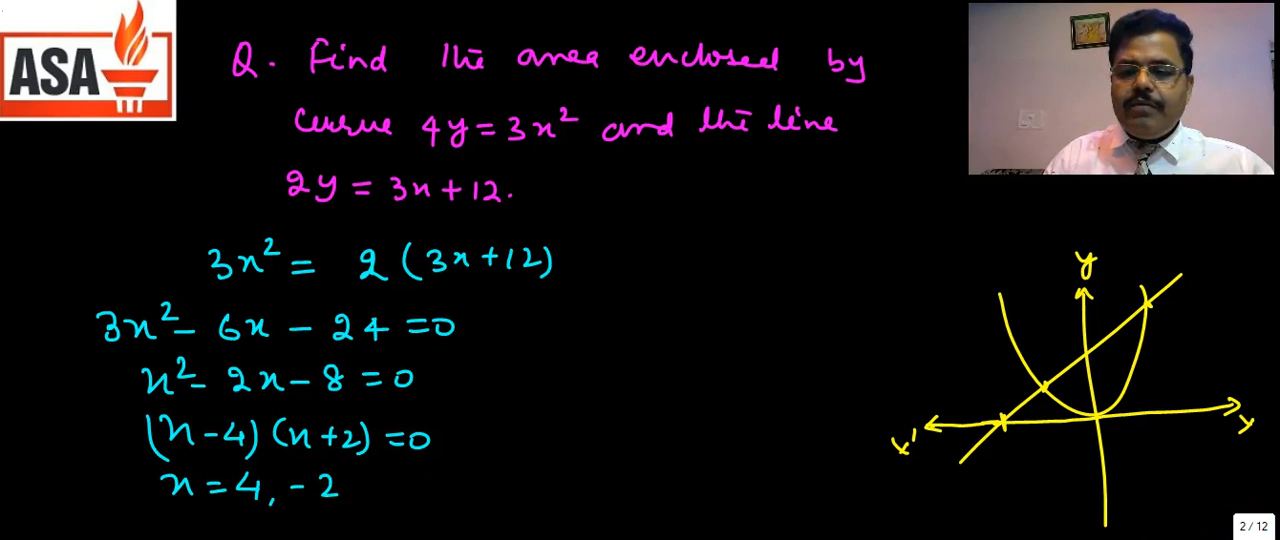 ASA
Q. Find the area enclosed by
curve 4y = 3x² and the line
2y = 3x + 12.
3x² = 2 (3x + 12)
3x² - 6x - 24 = 0
x² - 2x - 8 = 0
(x - 4) (x + 2) = 0
x = 4, - 2
y
x'
x
2 / 12